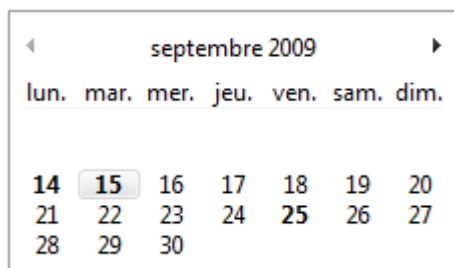 septembre 2009
lun. mar. mer. jeu. ven. sam. dim.
14 15 16 17 18 19 20
21 22 23 24 25 26 27
28 29 30